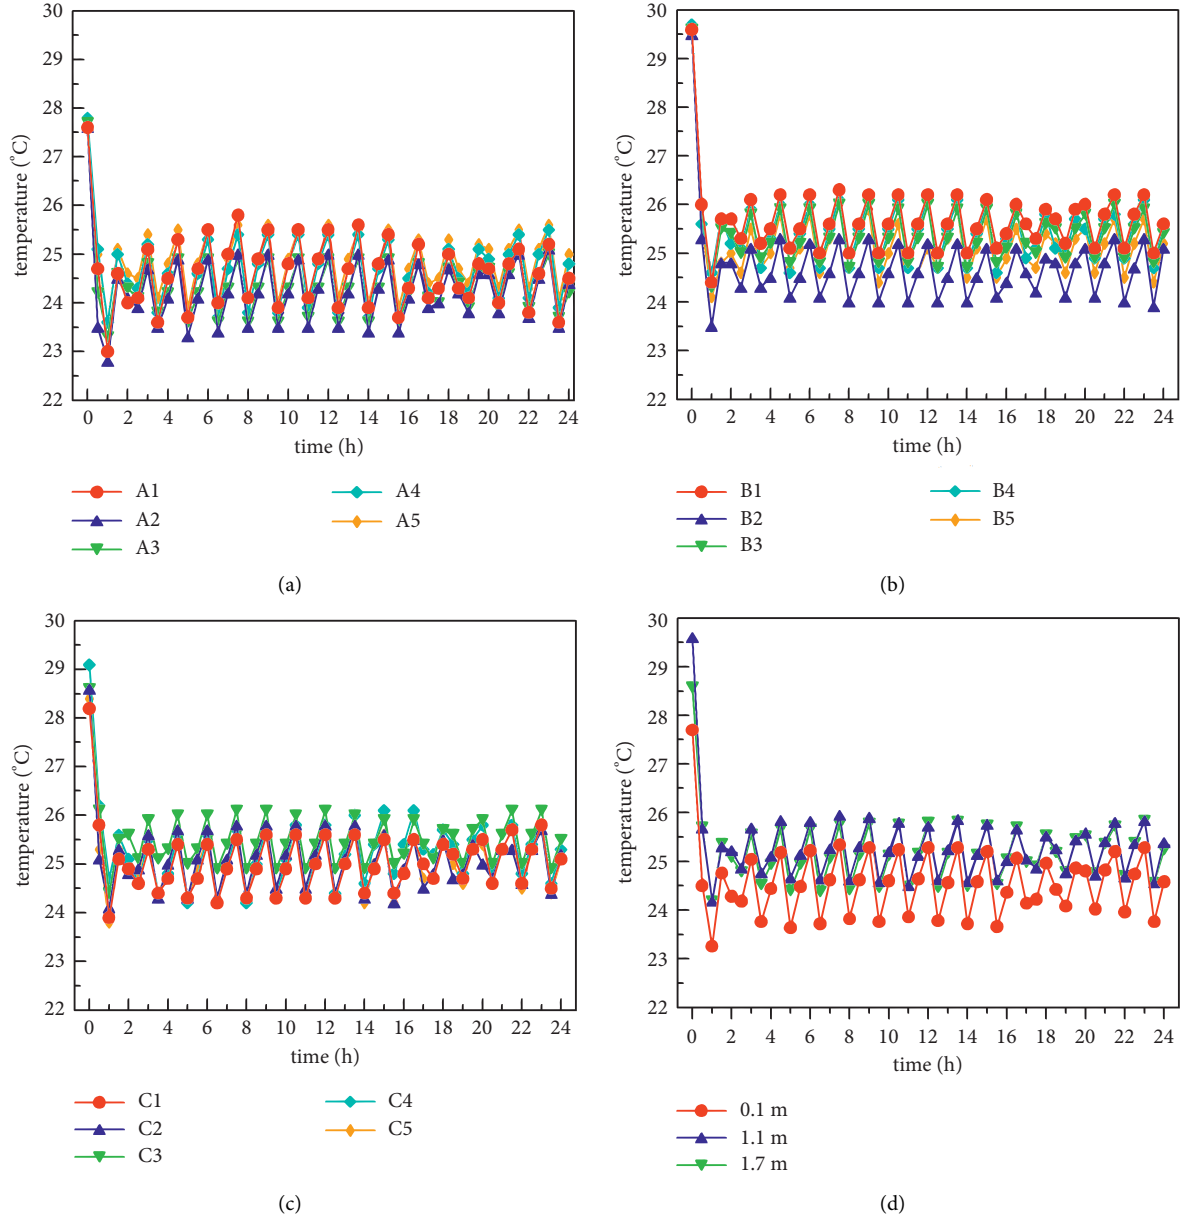 30
29
28
27
26
25
24
23
22
temperature (°C)
0 2 4 6 8 10 12 14 16 18 20 22 24
time (h)
A1
A2
A3
A4
A5
(a)
30
29
28
27
26
25
24
23
22
temperature (°C)
0 2 4 6 8 10 12 14 16 18 20 22 24
time (h)
B1
B2
B3
B4
B5
(b)
30
29
28
27
26
25
24
23
22
temperature (°C)
0 2 4 6 8 10 12 14 16 18 20 22 24
time (h)
C1
C2
C3
C4
C5
(c)
30
29
28
27
26
25
24
23
22
temperature (°C)
0 2 4 6 8 10 12 14 16 18 20 22 24
time (h)
0.1 m
1.1 m
1.7 m
(d)